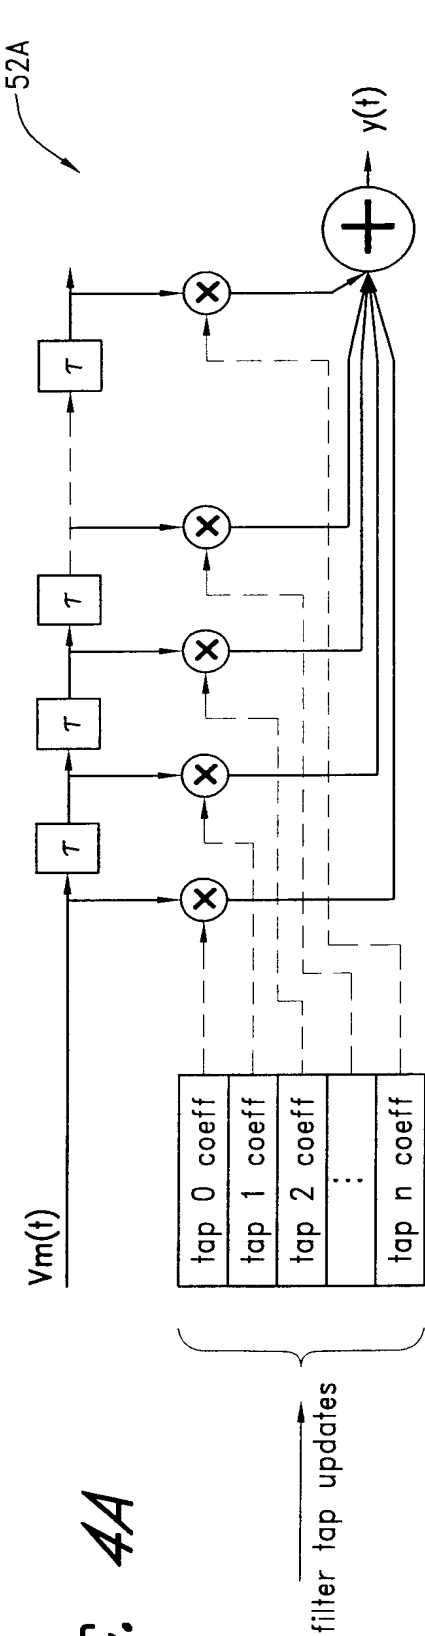 52A
Vm(t)
τ
τ
τ
τ
×
×
×
×
×
+
y(t)
tap 0 coeff
tap 1 coeff
tap 2 coeff
...
tap n coeff
filter tap updates
4A